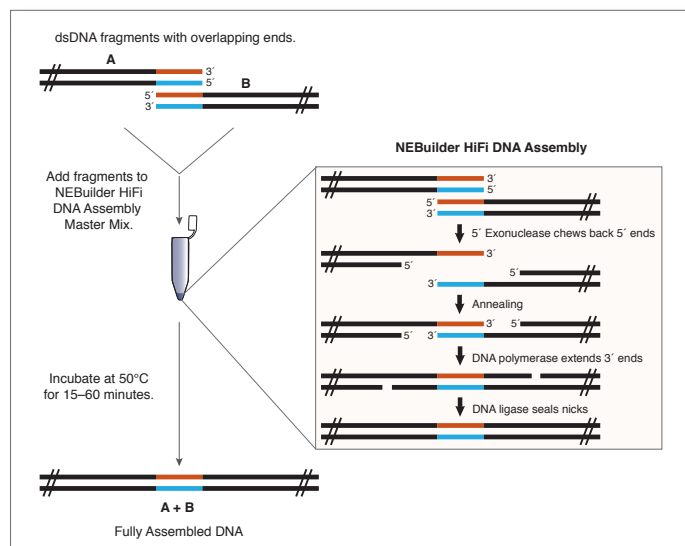 dsDNA fragments with overlapping ends.
A
3´
5´
B
5´
3´
Add fragments to
NEBuilder HiFi
DNA Assembly
Master Mix.
Incubate at 50°C
for 15–60 minutes.
A + B
Fully Assembled DNA
NEBuilder HiFi DNA Assembly
3´
5´
5´
3´
5´ Exonuclease chews back 5´ ends
3´
5´
5´
3´
Annealing
3´ 5´
5´ 3´
DNA polymerase extends 3´ ends
DNA ligase seals nicks